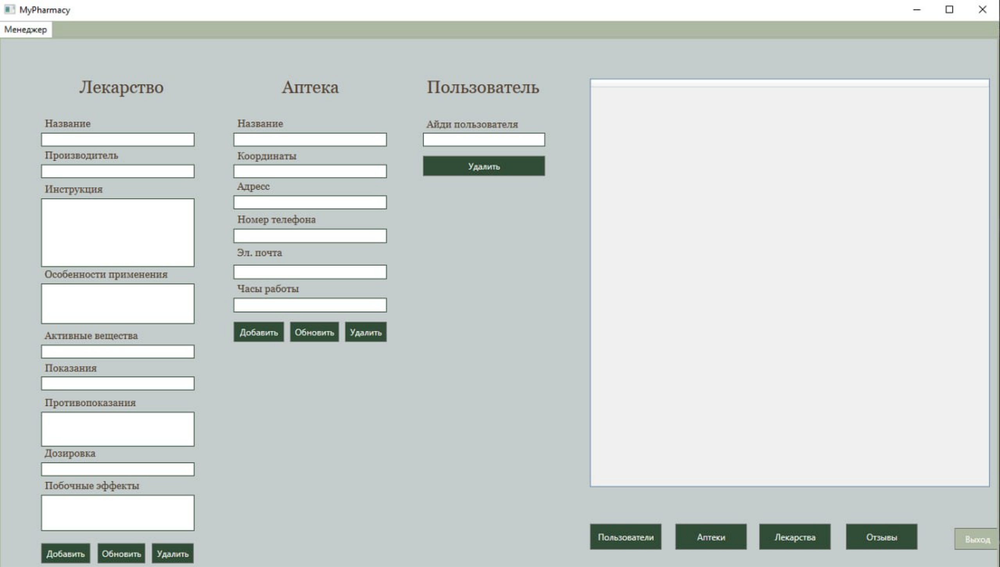 MyPharmacy
Менеджер
Лекарство
Название
Производитель
Инструкция
Особенности применения
Активные вещества
Показания
Противопоказания
Дозировка
Побочные эффекты
Добавить Обновить Удалить
Аптека
Название
Координаты
Адресс
Номер телефона
Эл. почта
Часы работы
Добавить Обновить Удалить
Пользователь
Айди пользователя
Удалить
Пользователи Аптеки Лекарства Отзывы Выход